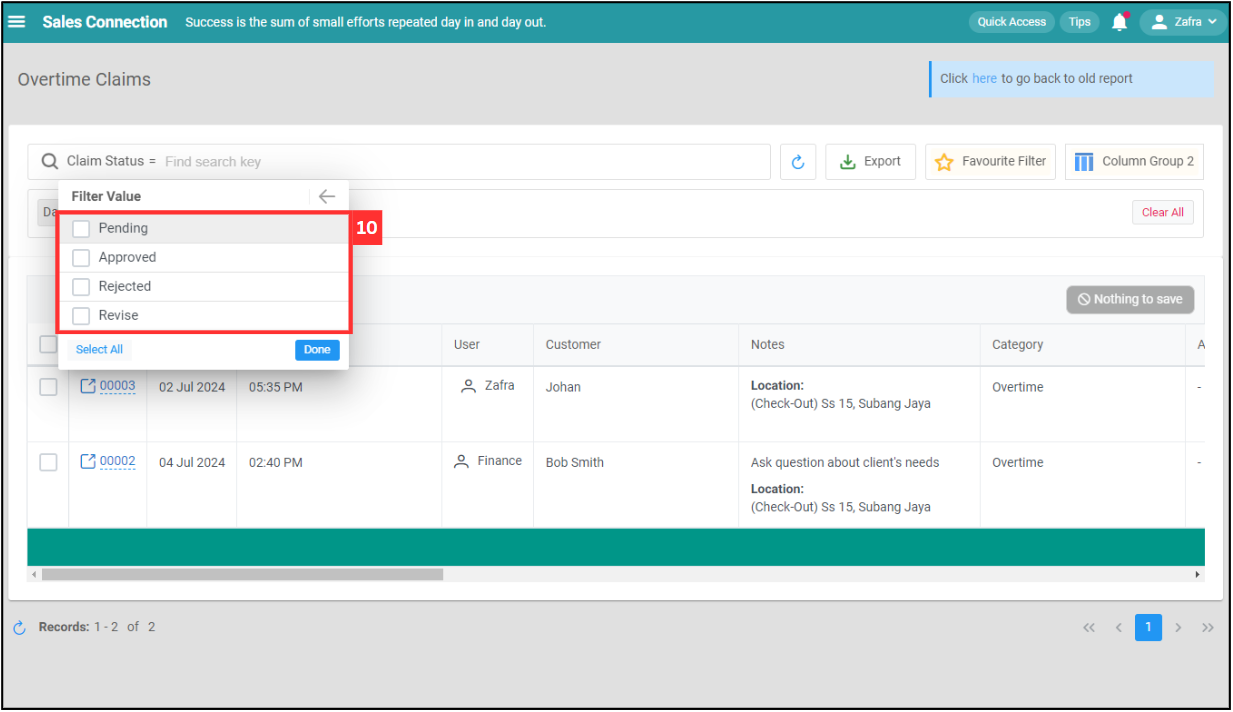 Sales Connection Success is the sum of small efforts repeated day in and day out. Quick Access Tips Zafra
Overtime Claims
Click here to go back to old report
Claim Status = Find search key Export Favourite Filter Column Group 2
Filter Value
Da Clear All
10
Pending
Approved
Rejected
Revise
Select All Done
Nothing to save
User Customer Notes Category A
00003 02 Jul 2024 05:35 PM Zafra Johan Location: Overtime -
(Check-Out) Ss 15, Subang Jaya
00002 04 Jul 2024 02:40 PM Finance Bob Smith Ask question about client's needs Overtime -
Location:
(Check-Out) Ss 15, Subang Jaya
Records: 1 - 2 of 2 << < 1 > >>